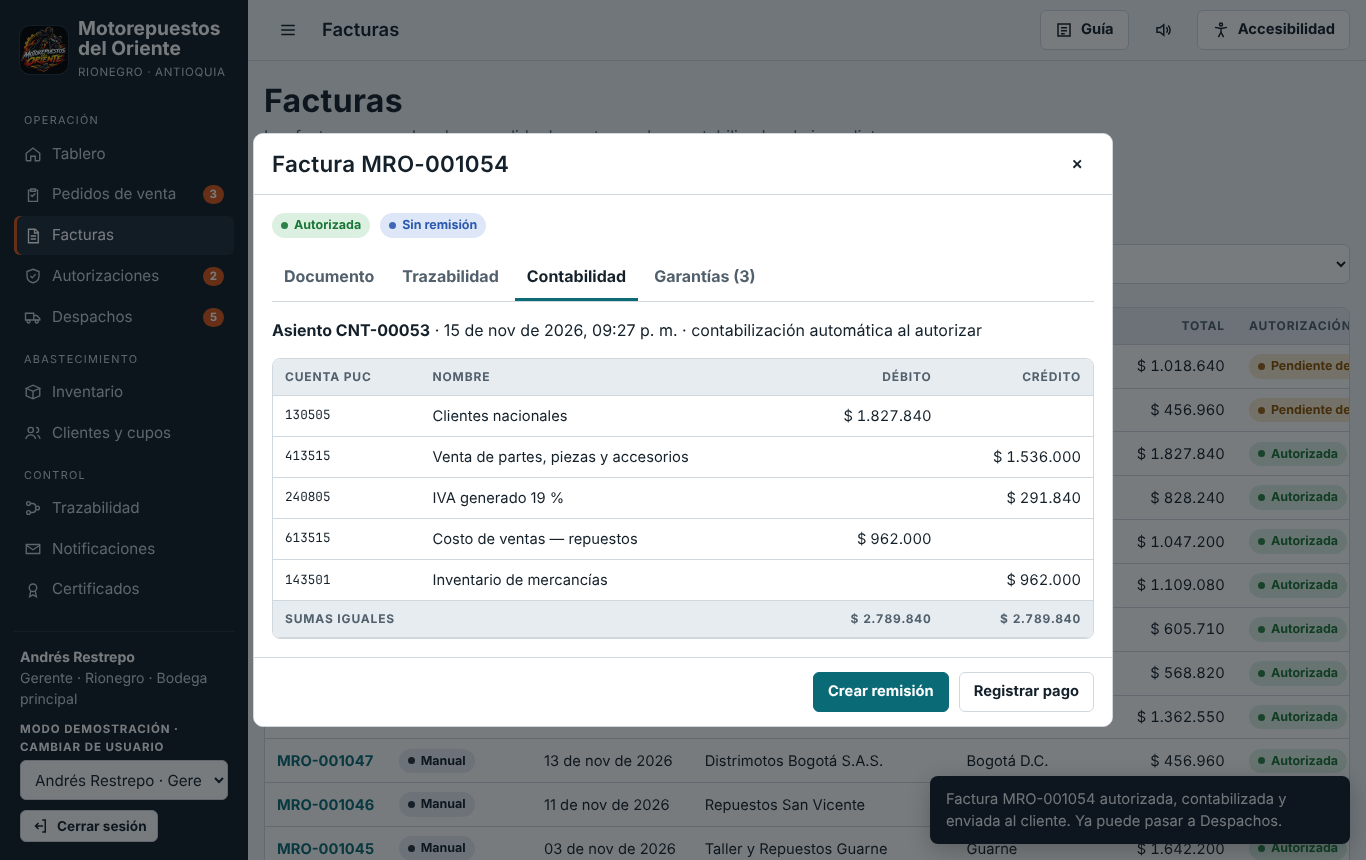 Motorepuestos
del Oriente
RIONEGRO · ANTIOQUIA
OPERACIÓN
Tablero
Pedidos de venta 3
Facturas
Autorizaciones 2
Despachos 5
ABASTECIMIENTO
Inventario
Clientes y cupos
CONTROL
Trazabilidad
Notificaciones
Certificados
Andrés Restrepo
Gerente · Rionegro · Bodega
principal
MODO DEMOSTRACIÓN ·
CAMBIAR DE USUARIO
Andrés Restrepo · Gere
Cerrar sesión
Facturas
Guía
Accesibilidad
Facturas
Factura MRO-001054
×
Autorizada Sin remisión
Documento Trazabilidad Contabilidad Garantías (3)
Asiento CNT-00053 · 15 de nov de 2026, 09:27 p. m. · contabilización automática al autorizar
CUENTA PUC NOMBRE DÉBITO CRÉDITO
130505 Clientes nacionales $ 1.827.840
413515 Venta de partes, piezas y accesorios $ 1.536.000
240805 IVA generado 19 % $ 291.840
613515 Costo de ventas — repuestos $ 962.000
143501 Inventario de mercancías $ 962.000
SUMAS IGUALES $ 2.789.840 $ 2.789.840
Crear remisión Registrar pago
TOTAL AUTORIZACIÓN
$ 1.018.640 Pendiente de
$ 456.960 Pendiente de
$ 1.827.840 Autorizada
$ 828.240 Autorizada
$ 1.047.200 Autorizada
$ 1.109.080 Autorizada
$ 605.710 Autorizada
$ 568.820 Autorizada
$ 1.362.550 Autorizada
MRO-001047 Manual 13 de nov de 2026 Distrimotos Bogotá S.A.S. Bogotá D.C. $ 456.960 Autorizada
MRO-001046 Manual 11 de nov de 2026 Repuestos San Vicente
MRO-001045 Manual 03 de nov de 2026 Taller y Repuestos Guarne Guarne $ 1.642.200 Autorizada
Factura MRO-001054 autorizada, contabilizada y
enviada al cliente. Ya puede pasar a Despachos.